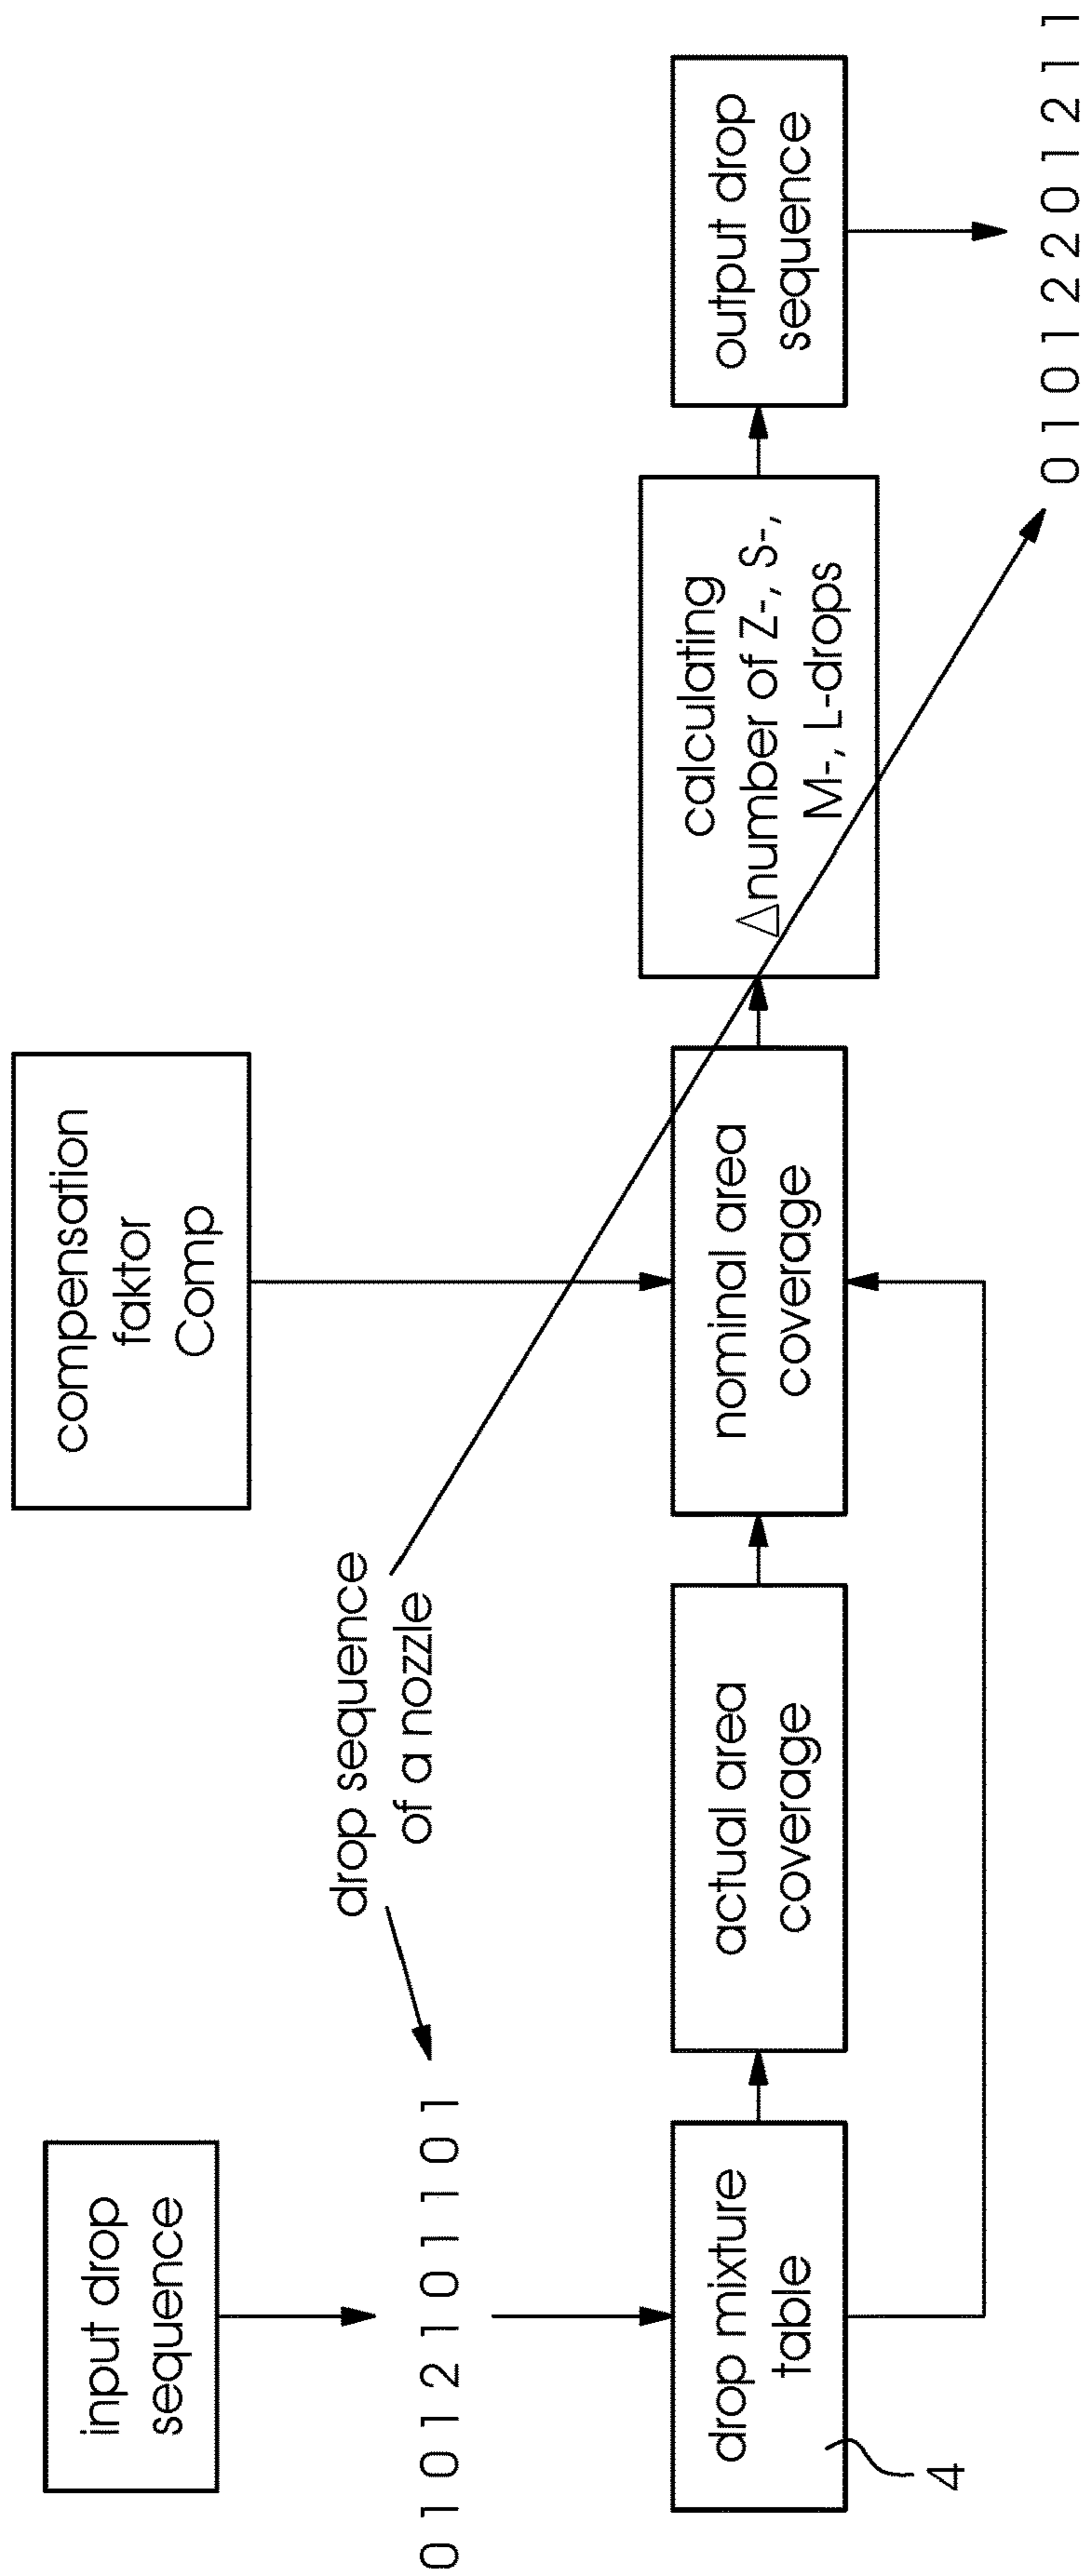 input drop
sequence
compensation
faktor
Comp
drop sequence
of a nozzle
0 1 0 1 2 1 0 1 1 0 1
drop mixture
table
actual area
coverage
nominal area
coverage
calculating
△number of Z-, S-,
M-, L-drops
output drop
sequence
4
0 1 0 1 2 2 0 1 2 1 1